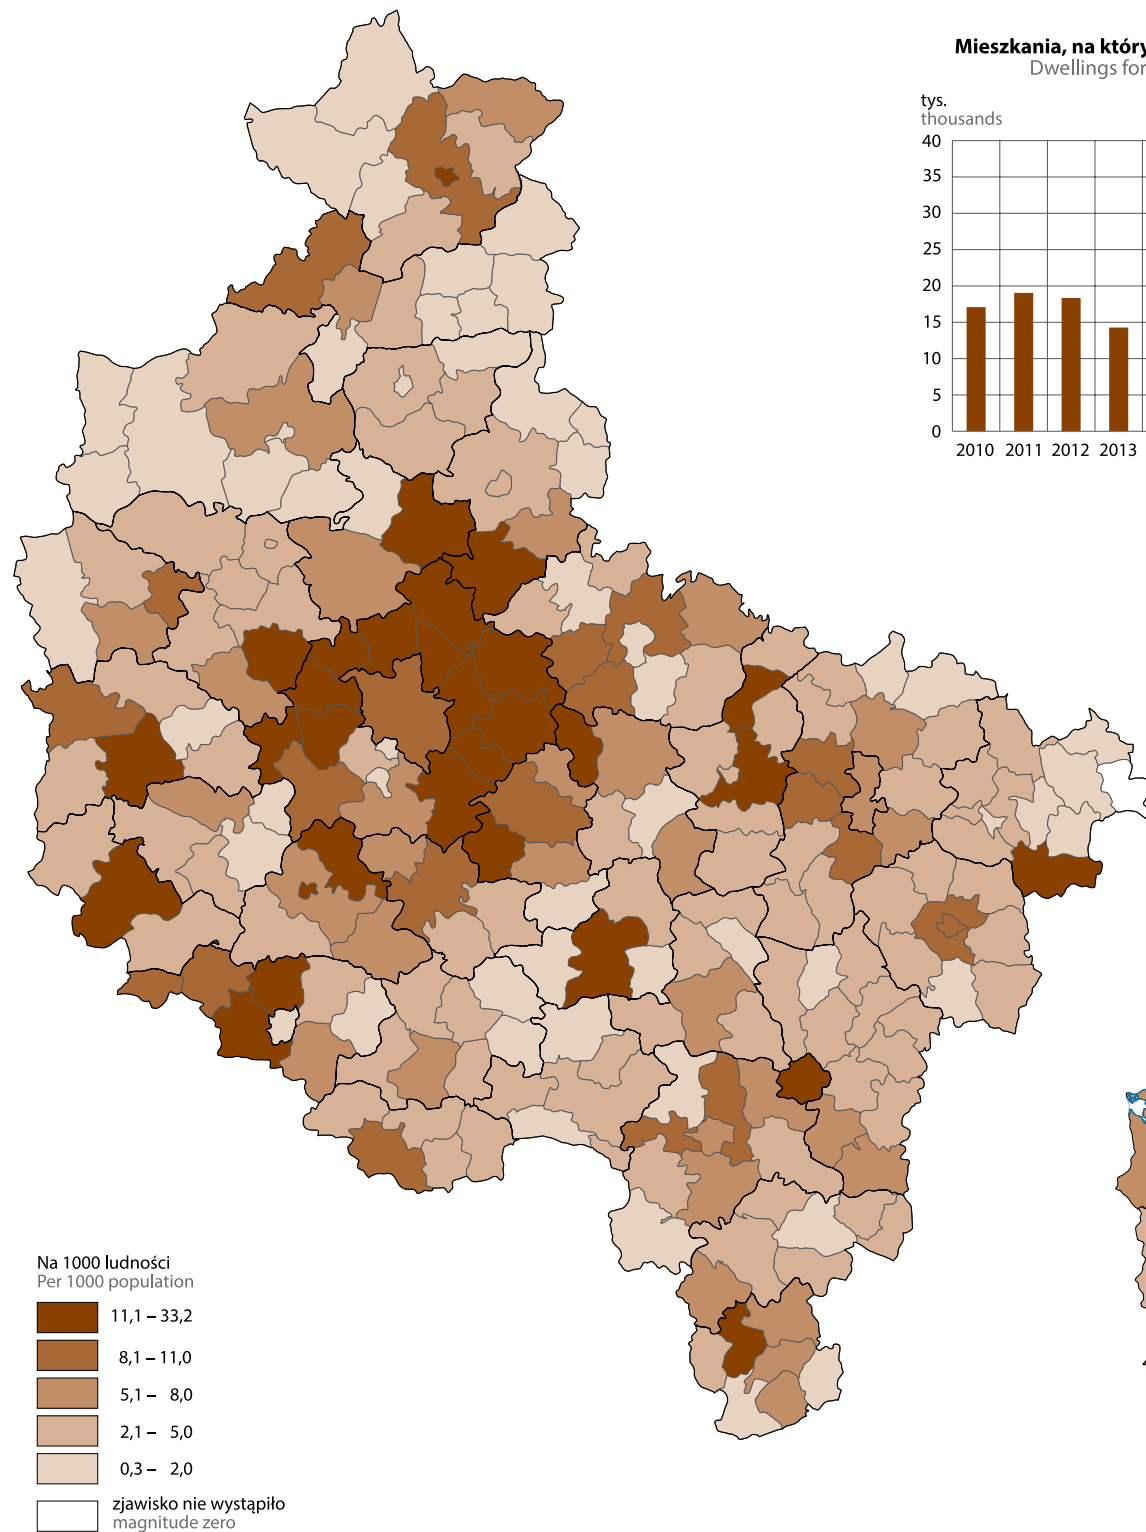 Mieszkania, na któ
Dwellings for
tys.
thousands
40
35
30
25
20
15
10
5
0
2010 2011 2012 2013
Na 1000 ludności
Per 1000 population
11,1 – 33,2
8,1 – 11,0
5,1 – 8,0
2,1 – 5,0
0,3 – 2,0
zjawisko nie wystąpiło
magnitude zero